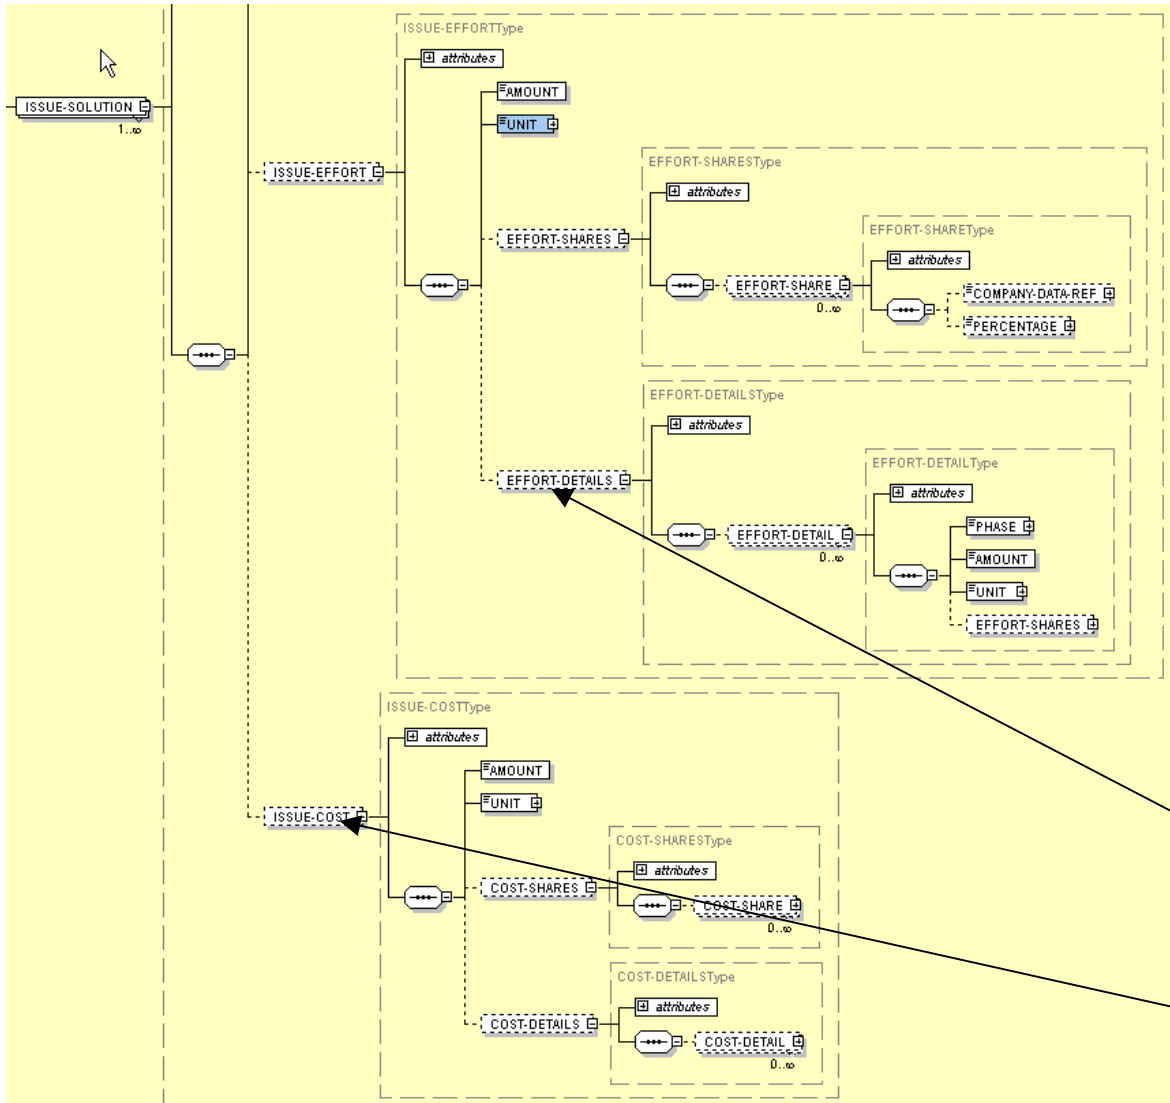 ISSUE-EFFORTType
attributes
AMOUNT
ISSUE-SOLUTION
1..∞
UNIT
EFFORT-SHARESType
ISSUE-EFFORT
attributes
EFFORT-SHAREType
EFFORT-SHARES
attributes
EFFORT-SHARE
COMPANY-DATA-REF
0..∞
PERCENTAGE
EFFORT-DETAILSType
attributes
EFFORT-DETAILType
EFFORT-DETAILS
attributes
PHASE
EFFORT-DETAIL
0..∞
AMOUNT
UNIT
EFFORT-SHARES
ISSUE-COSTType
attributes
AMOUNT
UNIT
ISSUE-COST
COST-SHARESType
attributes
COST-SHARES
COST-SHARE
0..∞
COST-DETAILSType
attributes
COST-DETAILS
COST-DETAIL
0..∞